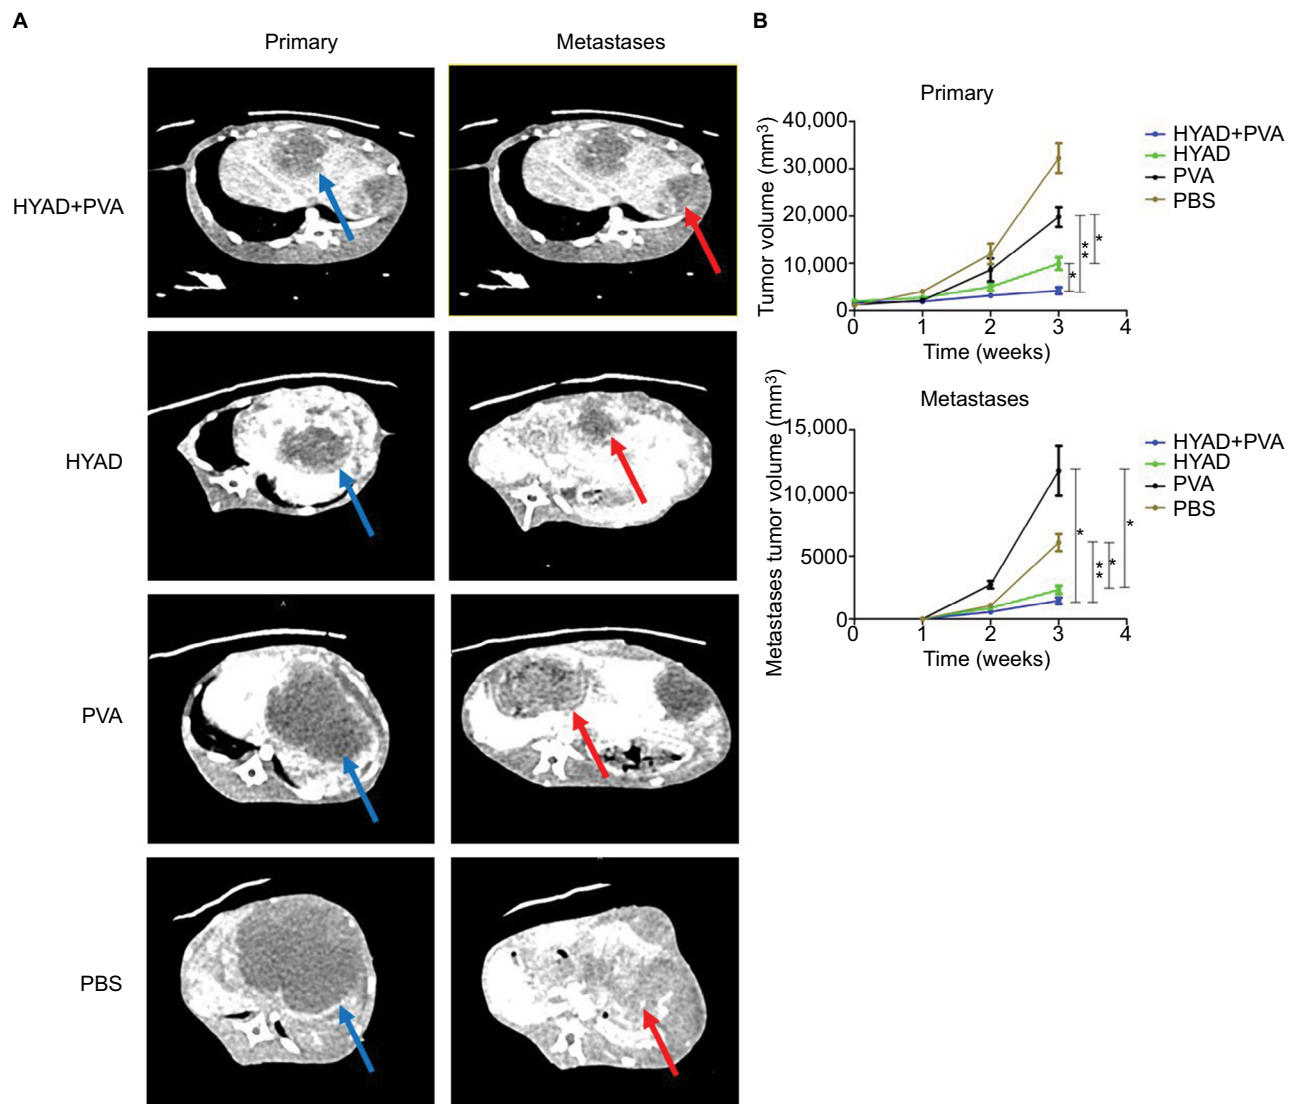 A
Primary
Metastases
HYAD+PVA
HYAD
PVA
PBS
B
Primary
Tumor volume (mm³)
40,000
30,000
20,000
10,000
0
0 1 2 3 4
Time (weeks)
HYAD+PVA
HYAD
PVA
PBS
*
**
*
Metastases
Metastases tumor volume (mm³)
15,000
10,000
5000
0
0 1 2 3 4
Time (weeks)
HYAD+PVA
HYAD
PVA
PBS
*
**
*
*